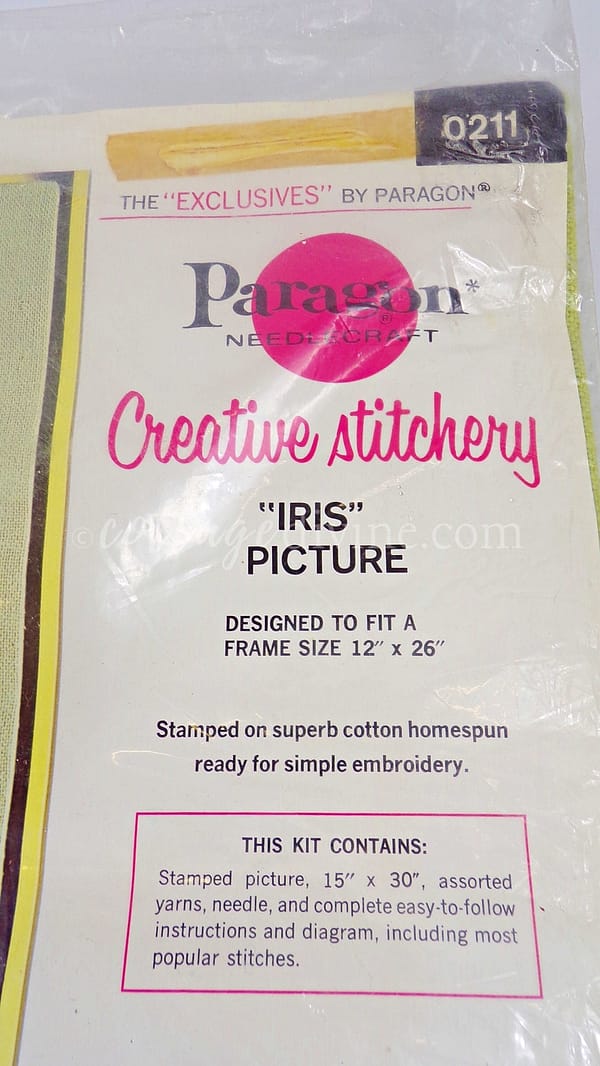 0211
THE "EXCLUSIVES" BY PARAGON®
Paragon*
®
NEEDLECRAFT
Creative stitchery
"IRIS"
©cottagedivine.com
PICTURE
DESIGNED TO FIT A
FRAME SIZE 12" x 26"
Stamped on superb cotton homespun
ready for simple embroidery.
THIS KIT CONTAINS:
Stamped picture, 15" x 30", assorted
yarns, needle, and complete easy-to-follow
instructions and diagram, including most
popular stitches.